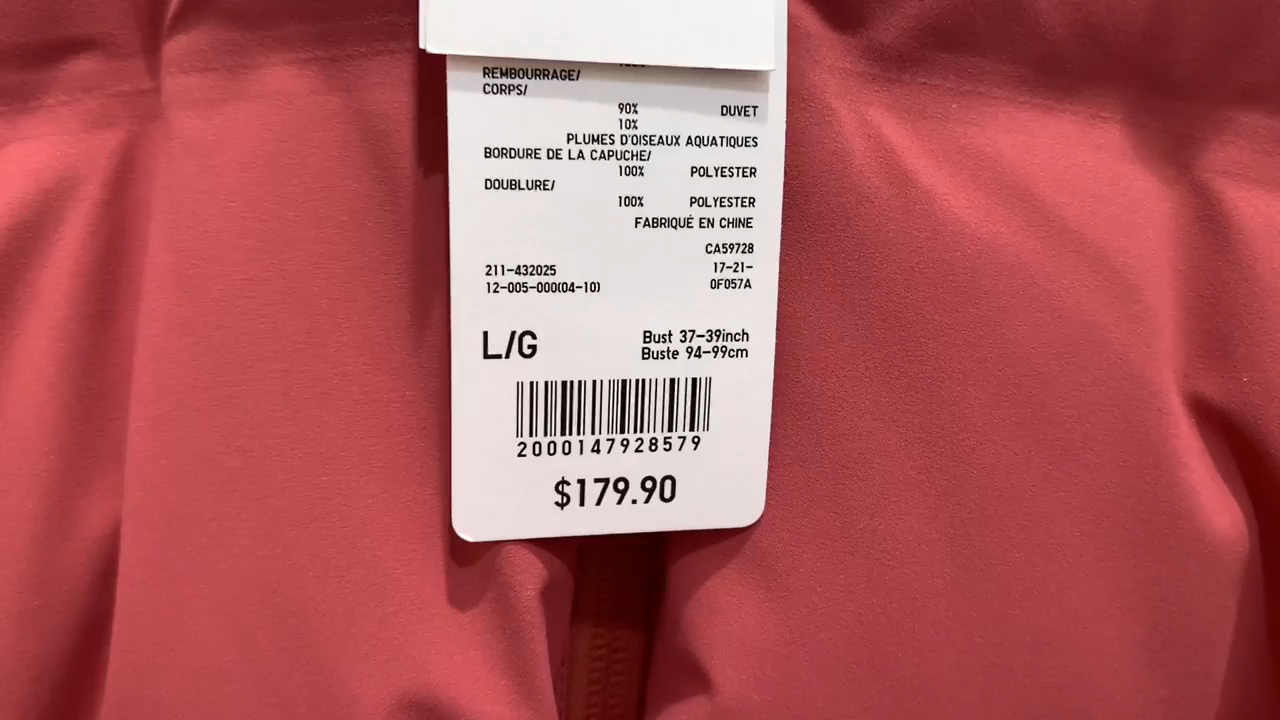 REMBOURRAGE/
CORPS/
90% DUVET
10%
PLUMES D'OISEAUX AQUATIQUES
BORDURE DE LA CAPUCHE/
100% POLYESTER
DOUBLURE/
100% POLYESTER
FABRIQUÉ EN CHINE
CA59728
211-432025 17-21-
12-005-000(04-10) 0F057A
L/G Bust 37-39inch
Buste 94-99cm
2000147928579
$179.90